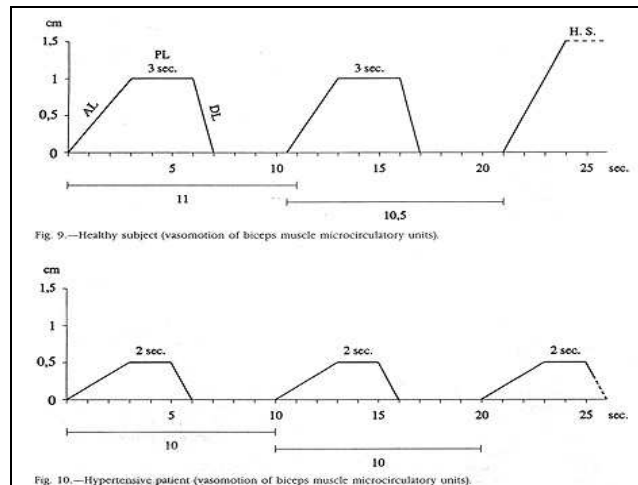 cm
1,5
H. S.
PL
3 sec.
3 sec.
1
AL
DL
0,5
0
5
10
15
20
25
sec.
11
10,5
Fig. 9.—Healthy subject (vasomotion of biceps muscle microcirculatory units).
cm
1,5
1
2 sec.
2 sec.
2 sec.
0,5
0
5
10
15
20
25
sec.
10
10
Fig. 10.—Hypertensive patient (vasomotion of biceps muscle microcirculatory units).